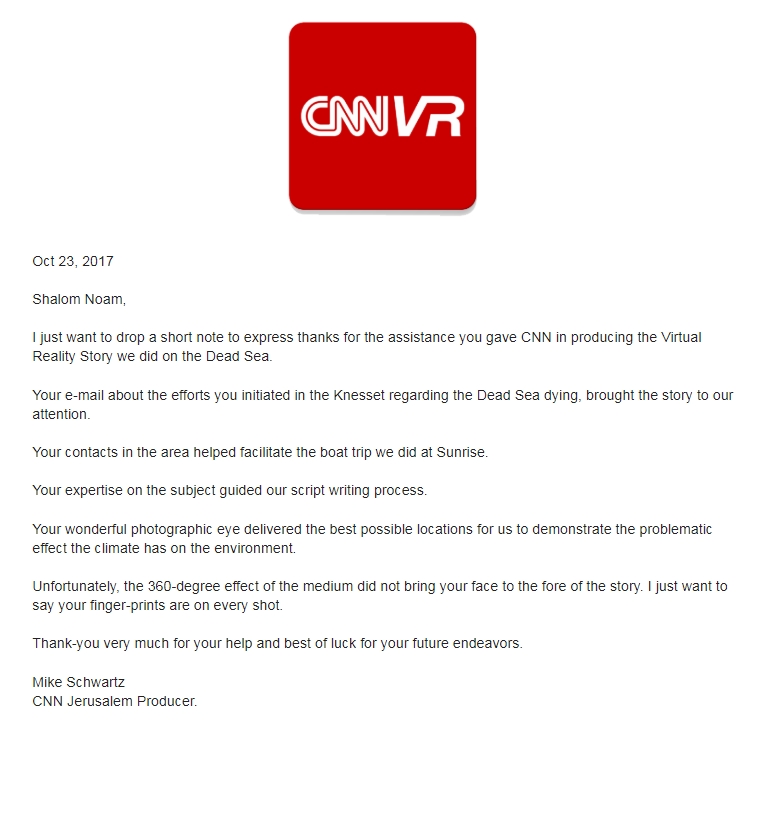 CNN VR
Oct 23, 2017
Shalom Noam,
I just want to drop a short note to express thanks for the assistance you gave CNN in producing the Virtual
Reality Story we did on the Dead Sea.
Your e-mail about the efforts you initiated in the Knesset regarding the Dead Sea dying, brought the story to our
attention.
Your contacts in the area helped facilitate the boat trip we did at Sunrise.
Your expertise on the subject guided our script writing process.
Your wonderful photographic eye delivered the best possible locations for us to demonstrate the problematic
effect the climate has on the environment.
Unfortunately, the 360-degree effect of the medium did not bring your face to the fore of the story. I just want to
say your finger-prints are on every shot.
Thank-you very much for your help and best of luck for your future endeavors.
Mike Schwartz
CNN Jerusalem Producer.